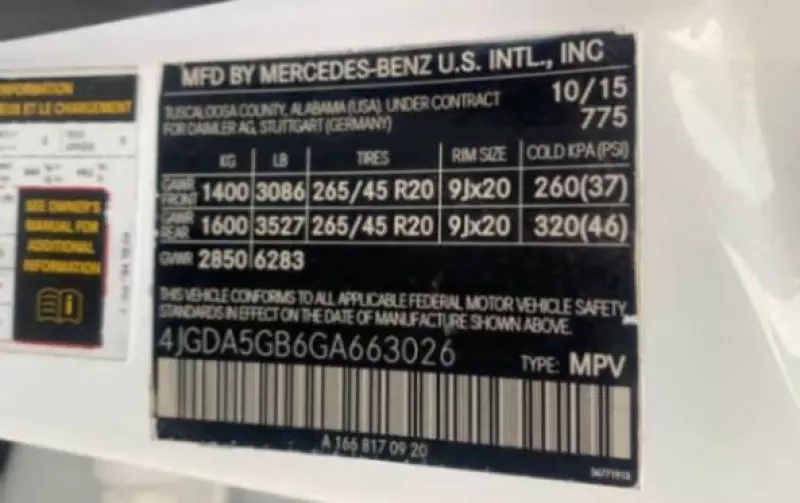 INFORMATION
ET LE CHARGEMENT
SEE OWNER'S
MANUAL FOR
ADDITIONAL
INFORMATION
MFD BY MERCEDES-BENZ U.S. INTL., INC
TUSCALOOSA COUNTY, ALABAMA (USA), UNDER CONTRACT 10/15
FOR DAIMLER AG, STUTTGART (GERMANY) 775
KG LB TIRES RIM SIZE COLD KPA (PSI)
GAWR FRONT 1400 3086 265/45 R20 9Jx20 260(37)
GAWR REAR 1600 3527 265/45 R20 9Jx20 320(46)
GVWR 2850 6283
THIS VEHICLE CONFORMS TO ALL APPLICABLE FEDERAL MOTOR VEHICLE SAFETY
STANDARDS IN EFFECT ON THE DATE OF MANUFACTURE SHOWN ABOVE.
4JGDA5GB6GA663026 TYPE: MPV
A 166 817 09 20